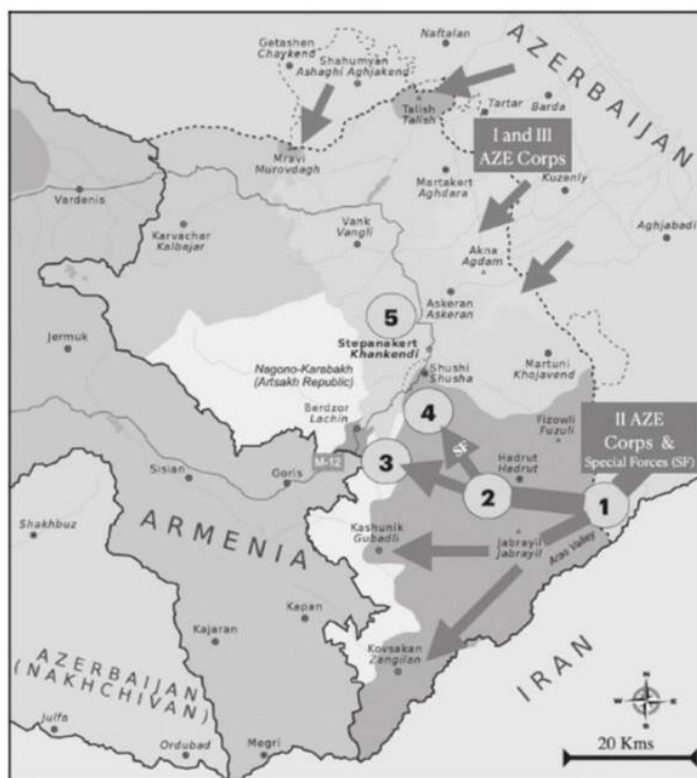 Naftalan
Getashen
Chaykend
Shahumyan
Ashaghi Aghjakend
AZERBAIJAN
Talish
Talish
Tartar
Barda
I and III
AZE Corps
Mravi
Murovdagh
Martakert
Aghdara
Kuzanly
Vardenis
Karvachar
Kalbajar
Vank
Vangli
Akna
Agdam
Aghjabadi
Askeran
Askeran
5
Jermuk
Stepanakert
Khankendi
Nagono-Karabakh
(Artsakh Republic)
Shushi
Shusha
Martuni
Khojavend
Berdzor
Lachin
4
Fizowli
Fuzuli
II AZE
Corps &
Special Forces (SF)
SF
M-12
3
Sisian
Goris
Hadrut
Hadrut
2
1
Shakhbuz
ARMENIA
Kashunik
Gubadli
Jabrayil
Jabrayil
Aras Valley
Kapan
Kajaran
Kovsakan
Zangilan
IRAN
AZERBAIJAN
(NAKHCHIVAN)
Julfa
Ordubad
Megri
N
W
E
S
20 Kms